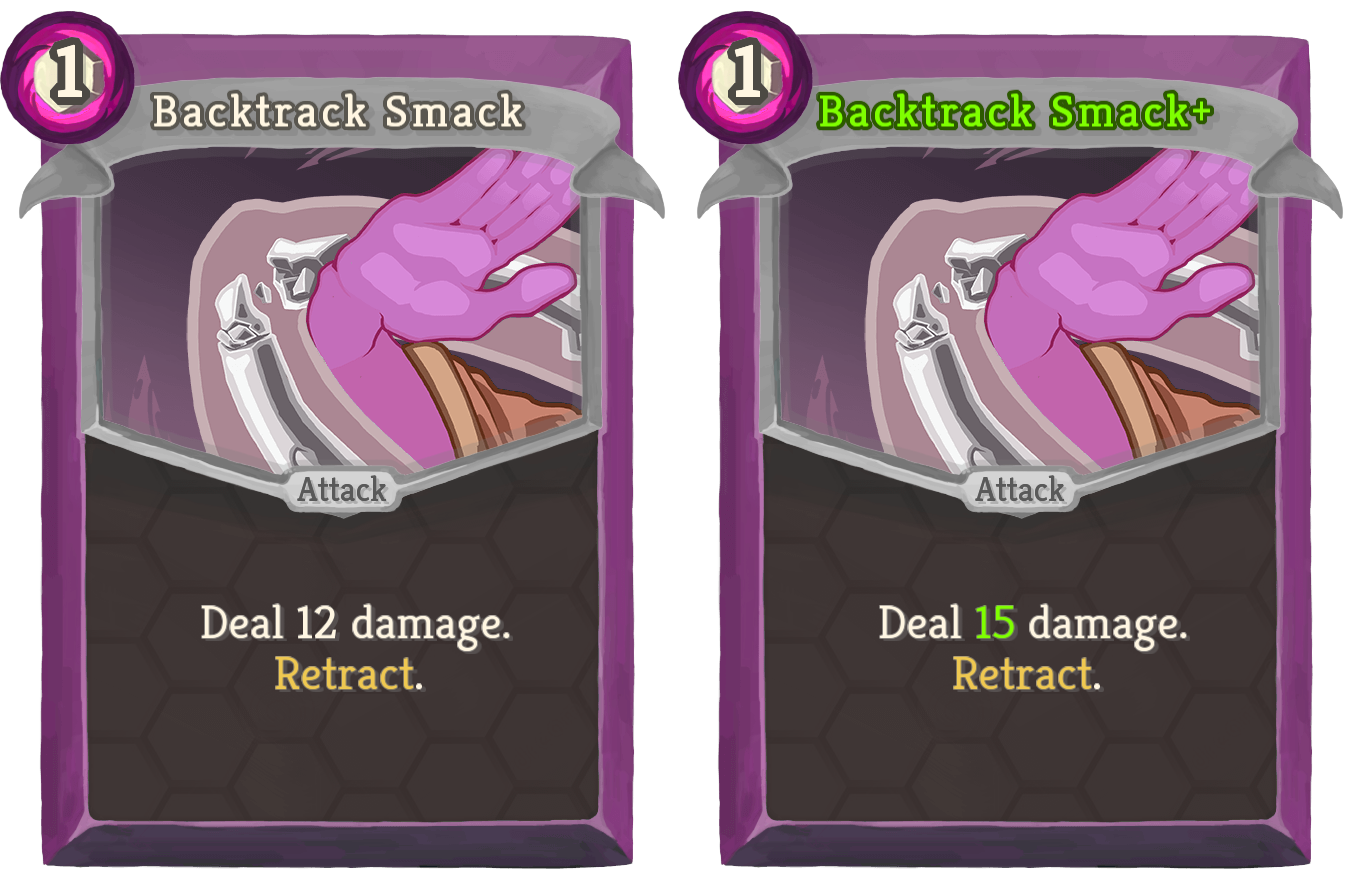 1
Backtrack Smack
Attack
Deal 12 damage.
Retract.
1
Backtrack Smack+
Attack
Deal 15 damage.
Retract.